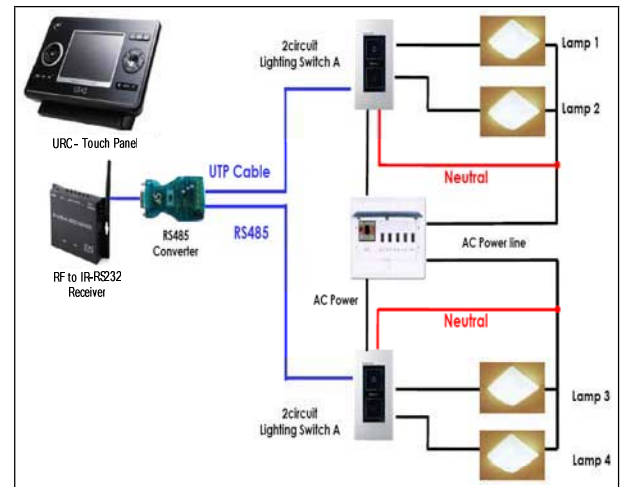 2circuit
Lighting Switch A
Lamp 1
Lamp 2
URC - Touch Panel
UTP Cable
Neutral
RS485
Converter
RS485
AC Power line
RF to IR-RS232
Receiver
AC Power
Neutral
2circuit
Lighting Switch A
Lamp 3
Lamp 4